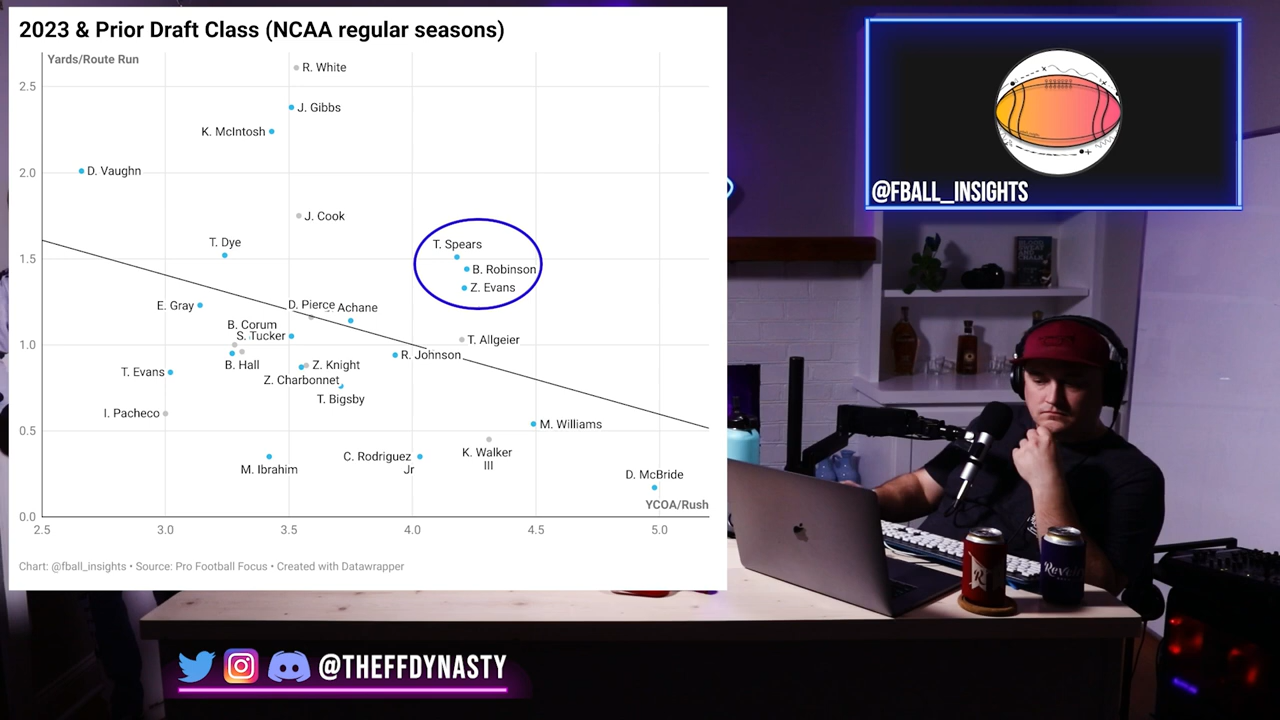 2023 & Prior Draft Class (NCAA regular seasons)
Yards/Route Run
2.5
R. White
J. Gibbs
K. McIntosh
2.0
D. Vaughn
J. Cook
T. Dye
T. Spears
1.5
B. Robinson
Z. Evans
E. Gray
D. Pierce
Achane
B. Corum
S. Tucker
1.0
T. Allgeier
R. Johnson
B. Hall
Z. Knight
T. Evans
Z. Charbonnet
T. Bigsby
I. Pacheco
0.5
M. Williams
M. Ibrahim
C. Rodriguez
Jr
K. Walker
III
D. McBride
YCOA/Rush
0.0
2.5
3.0
3.5
4.0
4.5
5.0
Chart: @fball_insights • Source: Pro Football Focus • Created with Datawrapper
@FBALL_INSIGHTS
@THEFFDYNASTY